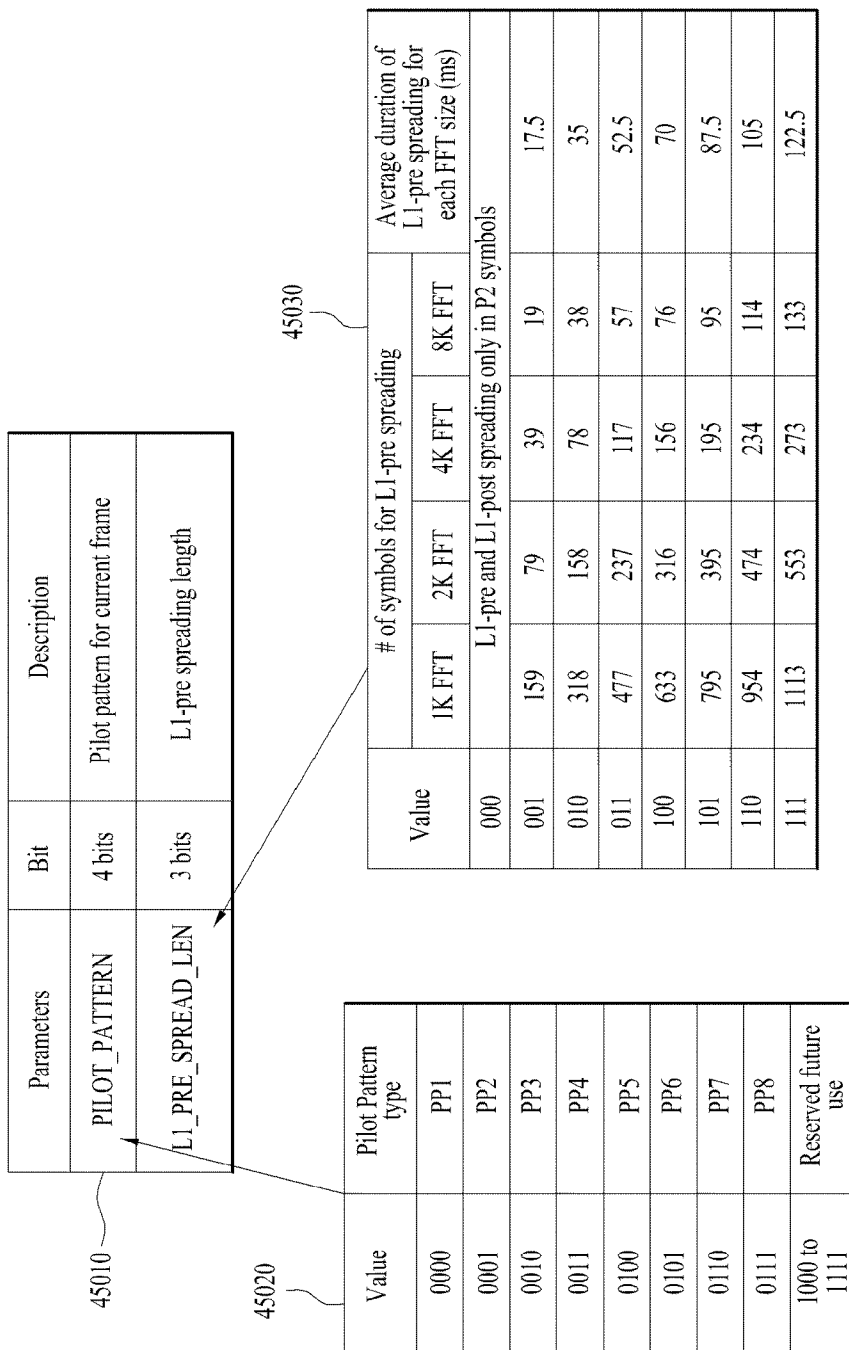 45010
Parameters Bit Description
PILOT_PATTERN 4 bits Pilot pattern for current frame
L1_PRE_SPREAD_LEN 3 bits L1-pre spreading length
45020
Value Pilot Pattern
type
0000 PP1
0001 PP2
0010 PP3
0011 PP4
0100 PP5
0101 PP6
0110 PP7
0111 PP8
1000 to
1111 Reserved future
use
45030
Value # of symbols for L1-pre spreading Average duration of
L1-pre spreading for
each FFT size (ms)
1K FFT 2K FFT 4K FFT 8K FFT
000 L1-pre and L1-post spreading only in P2 symbols
001 159 79 39 19 17.5
010 318 158 78 38 35
011 477 237 117 57 52.5
100 633 316 156 76 70
101 795 395 195 95 87.5
110 954 474 234 114 105
111 1113 553 273 133 122.5